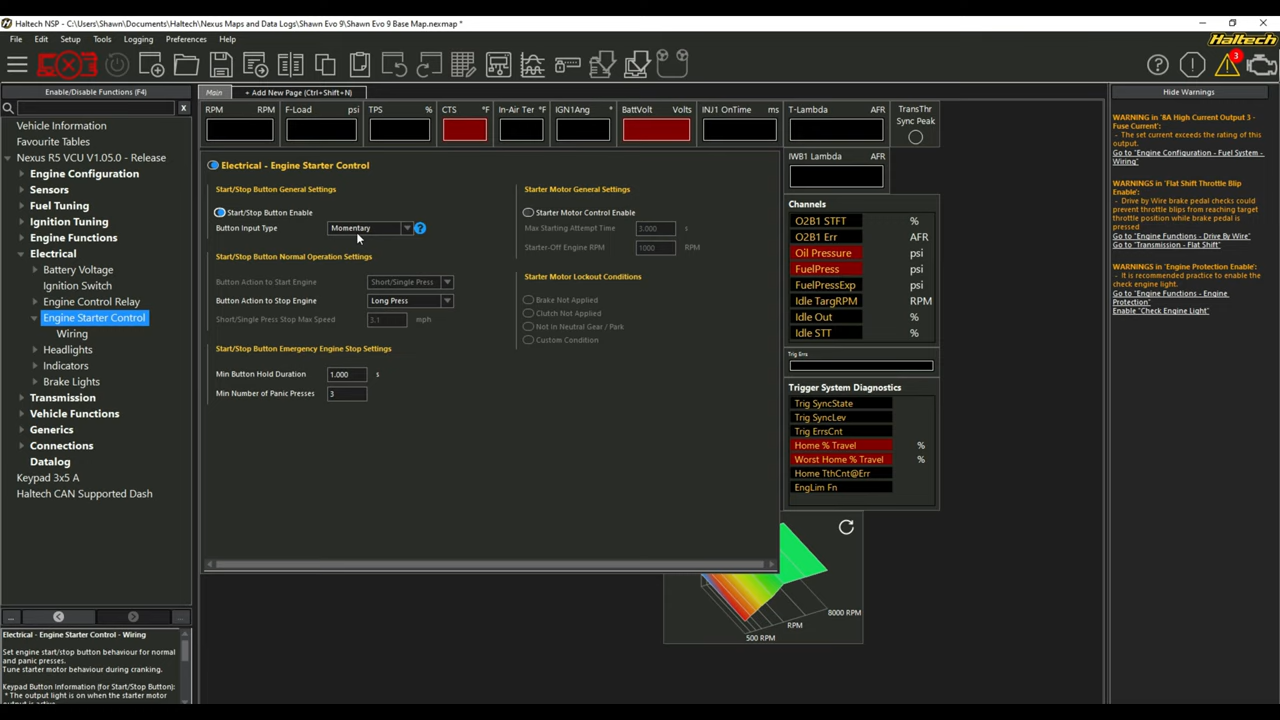 Haltech NSP - C:\Users\Shawn\Documents\Haltech\Nexus Maps and Data Logs\Shawn Evo 9\Shawn Evo 9 Base Map.nexmap *
File Edit Setup Tools Logging Preferences Help
Haltech
3
Enable/Disable Functions (F4)
x
Vehicle Information
Favourite Tables
Nexus R5 VCU V1.05.0 - Release
Engine Configuration
Sensors
Fuel Tuning
Ignition Tuning
Engine Functions
Electrical
Battery Voltage
Ignition Switch
Engine Control Relay
Engine Starter Control
Wiring
Headlights
Indicators
Brake Lights
Transmission
Vehicle Functions
Generics
Connections
Datalog
Keypad 3x5 A
Haltech CAN Supported Dash
... ...
Electrical - Engine Starter Control - Wiring
Set engine start/stop button behaviour for normal
and panic presses.
Tune starter motor behaviour during cranking.
Keypad Button Information (for Start/Stop Button):
* The output light is on when the starter motor
output is active.
Main + Add New Page (Ctrl+Shift+N)
RPM RPM F-Load psi TPS % CTS °F In-Air Ter °F IGN1Ang ° BattVolt Volts INJ1 OnTime ms T-Lambda AFR TransThr
Sync Peak
IWB1 Lambda AFR
Electrical - Engine Starter Control
Start/Stop Button General Settings
Start/Stop Button Enable
Button Input Type Momentary ?
Start/Stop Button Normal Operation Settings
Button Action to Start Engine Short/Single Press
Button Action to Stop Engine Long Press
Short/Single Press Stop Max Speed 3.1 mph
Start/Stop Button Emergency Engine Stop Settings
Min Button Hold Duration 1.000 s
Min Number of Panic Presses 3
Starter Motor General Settings
Starter Motor Control Enable
Max Starting Attempt Time 3.000 s
Starter-Off Engine RPM 1000 RPM
Starter Motor Lockout Conditions
Brake Not Applied
Clutch Not Applied
Not In Neutral Gear / Park
Custom Condition
Channels
O2B1 STFT %
O2B1 Err AFR
Oil Pressure psi
FuelPress psi
FuelPressExp psi
Idle TargRPM RPM
Idle Out %
Idle STT %
Trig Errs
Trigger System Diagnostics
Trig SyncState
Trig SyncLev
Trig ErrsCnt
Home % Travel %
Worst Home % Travel %
Home TthCnt@Err
EngLim Fn
8000 RPM
RPM
500 RPM
Hide Warnings
WARNING in '8A High Current Output 3 -
Fuse Current':
- The set current exceeds the rating of this
output.
Go to "Engine Configuration - Fuel System -
Wiring"
WARNINGS in 'Flat Shift Throttle Blip
Enable':
- Drive by Wire brake pedal checks could
prevent throttle blips from reaching target
throttle position while brake pedal is
pressed
Go to "Engine Functions - Drive By Wire"
Go to "Transmission - Flat Shift"
WARNINGS in 'Engine Protection Enable':
- It is recommended practice to enable the
check engine light.
Go to "Engine Functions - Engine
Protection"
Enable "Check Engine Light"